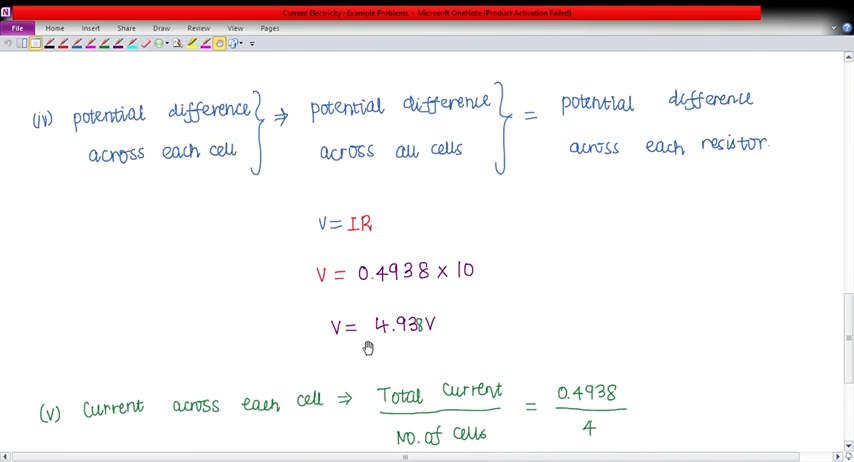 Current Electricity : Example Problems - Microsoft OneNote (Product Activation Failed)
File Home Insert Share Draw Review View Pens
(iv) potential difference } ⇒ potential difference } = potential difference
across each cell across all cells across each resistor.
V = IR
V = 0.4938 × 10
V = 4.938V
(v) Current across each cell ⇒ Total Current = 0.4938
No. of cells 4